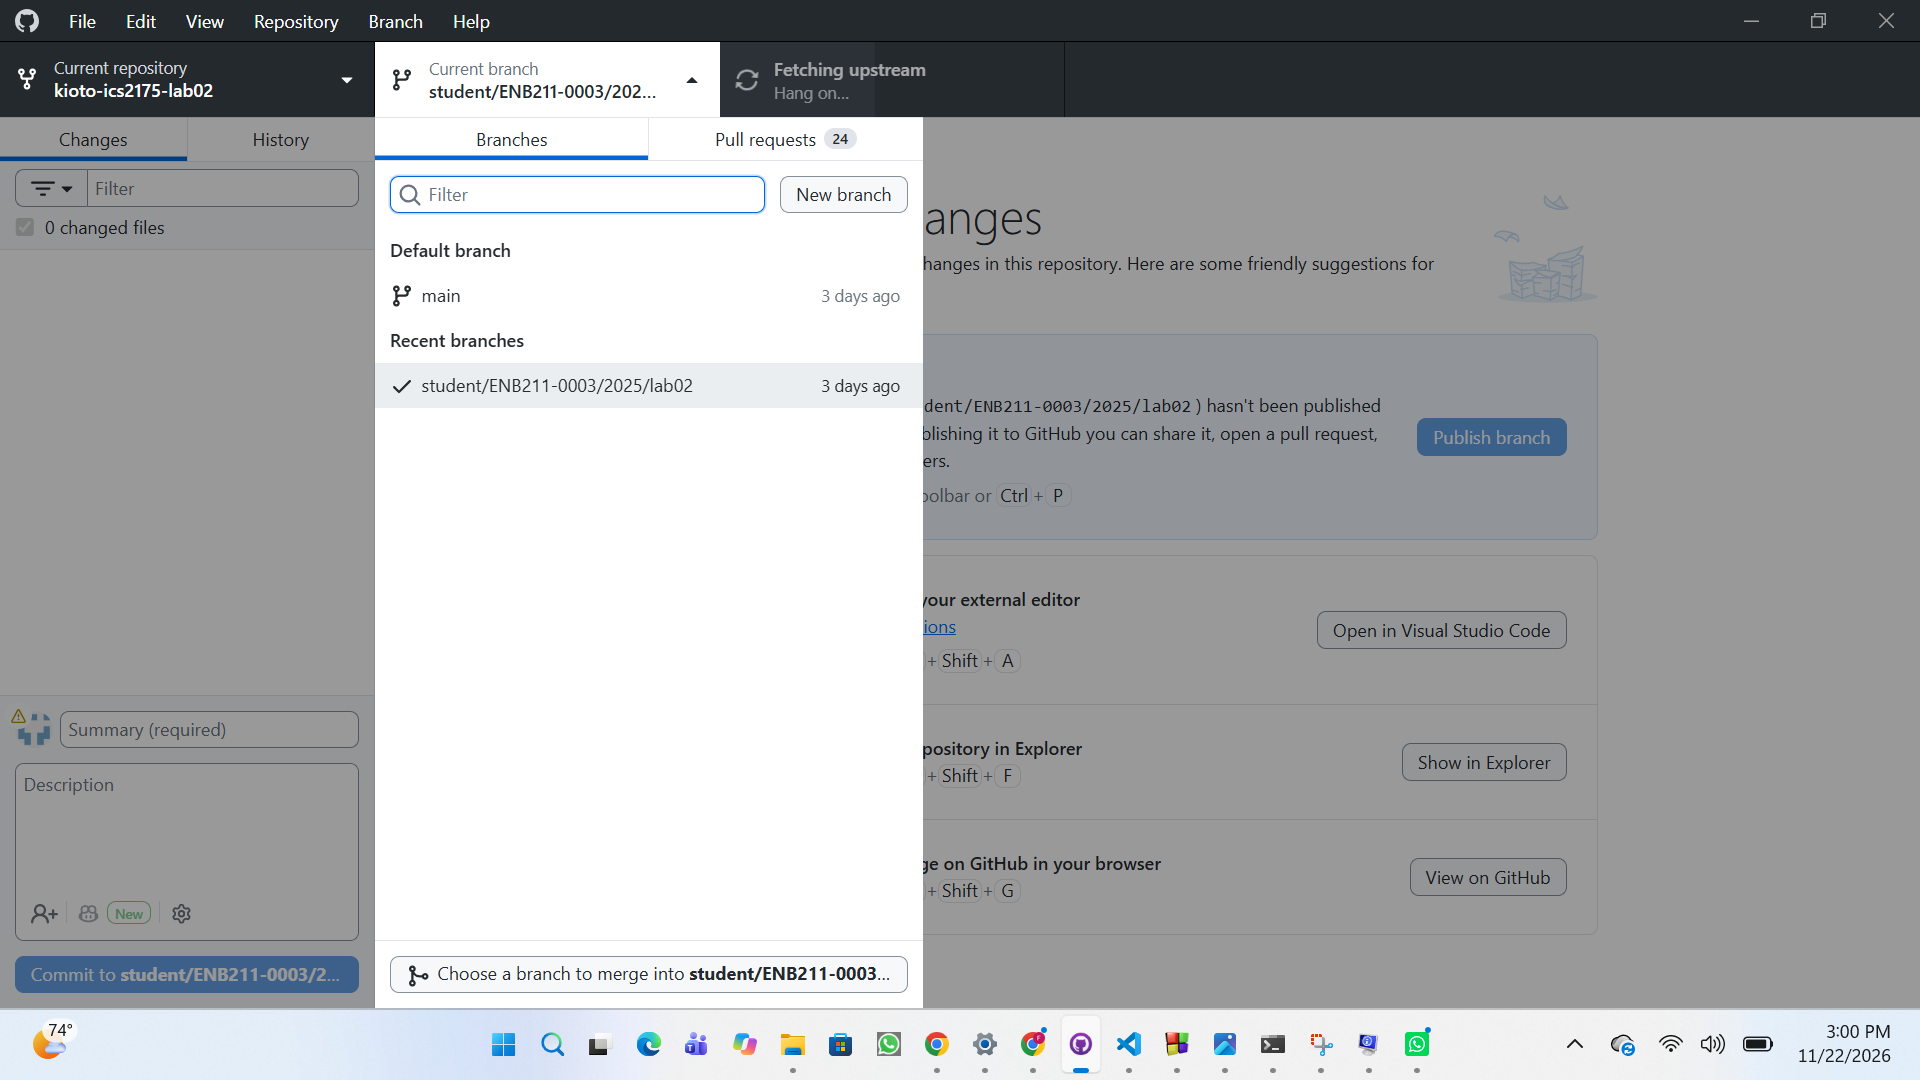 File Edit View Repository Branch Help
Current repository
kioto-ics2175-lab02
Current branch
student/ENB211-0003/202...
Fetching upstream
Hang on...
Changes
History
Filter
0 changed files
Branches
Pull requests 24
Filter
New branch
Default branch
main 3 days ago
Recent branches
student/ENB211-0003/2025/lab02 3 days ago
Choose a branch to merge into student/ENB211-0003...
anges
hanges in this repository. Here are some friendly suggestions for
dent/ENB211-0003/2025/lab02 ) hasn't been published
blishing it to GitHub you can share it, open a pull request,
ers.
oolbar or Ctrl + P
Publish branch
your external editor
ions
+ Shift + A
Open in Visual Studio Code
pository in Explorer
+ Shift + F
Show in Explorer
ge on GitHub in your browser
+ Shift + G
View on GitHub
Summary (required)
Description
New
Commit to student/ENB211-0003/2...
74°
3:00 PM
11/22/2026